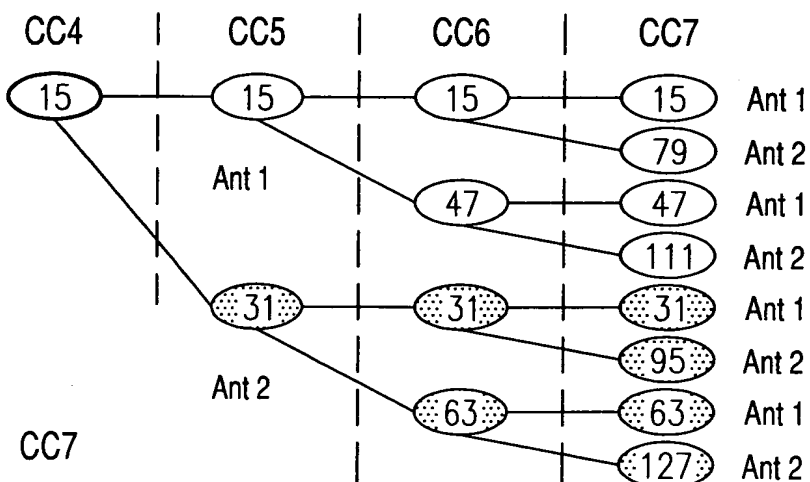 CC4 CC5 CC6 CC7
15 15 15 15 Ant 1
79 Ant 2
Ant 1
47 47 Ant 1
111 Ant 2
31 31 31 Ant 1
95 Ant 2
Ant 2
63 63 Ant 1
CC7
127 Ant 2